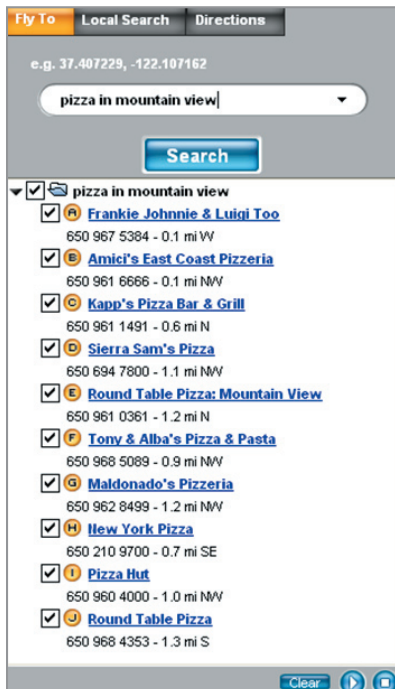 Fly To Local Search Directions
e.g. 37.407229, -122.107162
pizza in mountain view
Search
pizza in mountain view
A Frankie Johnnie & Luigi Too
650 967 5384 - 0.1 mi W
B Amici's East Coast Pizzeria
650 961 6666 - 0.1 mi NW
C Kapp's Pizza Bar & Grill
650 961 1491 - 0.6 mi N
D Sierra Sam's Pizza
650 694 7800 - 1.1 mi NW
E Round Table Pizza: Mountain View
650 961 0361 - 1.2 mi N
F Tony & Alba's Pizza & Pasta
650 968 5089 - 0.9 mi NW
G Maldonado's Pizzeria
650 962 8499 - 1.2 mi NW
H New York Pizza
650 210 9700 - 0.7 mi SE
I Pizza Hut
650 960 4000 - 1.0 mi NW
J Round Table Pizza
650 968 4353 - 1.3 mi S
Clear